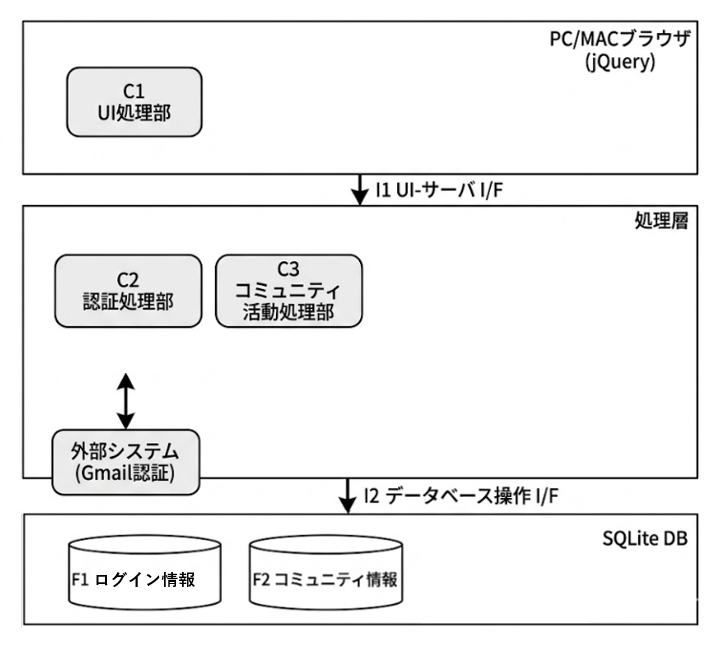 PC/MACブラウザ
(jQuery)
C1
UI処理部
I1 UI-サーバ I/F
処理層
C2
認証処理部
C3
コミュニティ
活動処理部
外部システム
(Gmail認証)
I2 データベース操作 I/F
SQLite DB
F1 ログイン情報
F2 コミュニティ情報